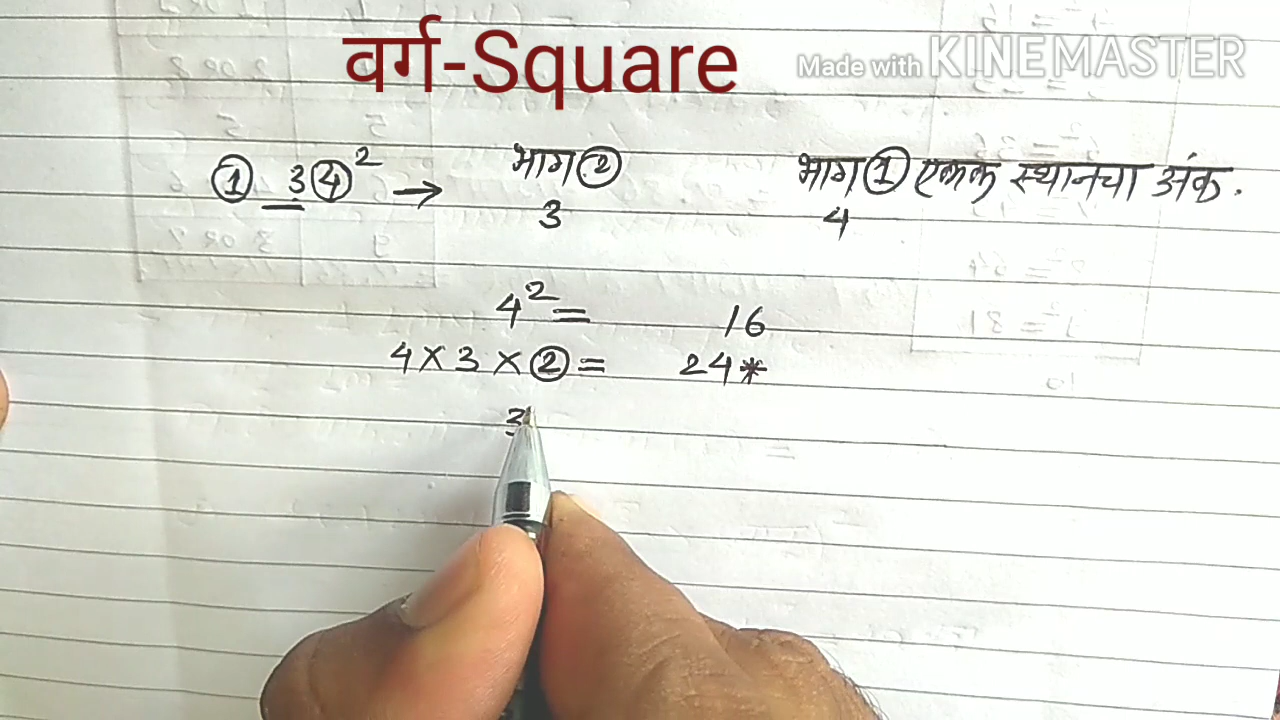 वर्ग-Square
Made with KINEMASTER
① 3④² → भाग② भाग① एकक स्थानचा अंक.
3 4
4² = 16
4 × 3 × ② = 24*
3